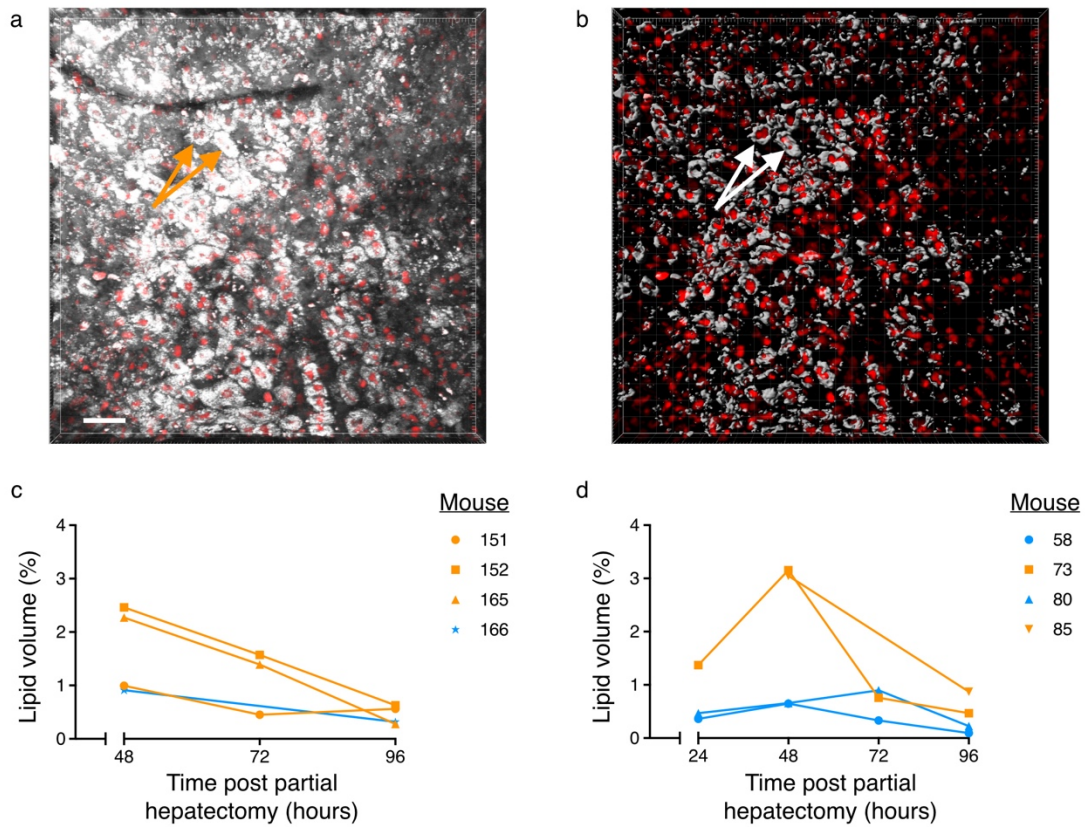 a
b
c
d
Mouse
151
152
165
166
Lipid volume (%)
4
3
2
1
0
48
72
96
Time post partial
hepatectomy (hours)
Mouse
58
73
80
85
Lipid volume (%)
4
3
2
1
0
24
48
72
96
Time post partial
hepatectomy (hours)